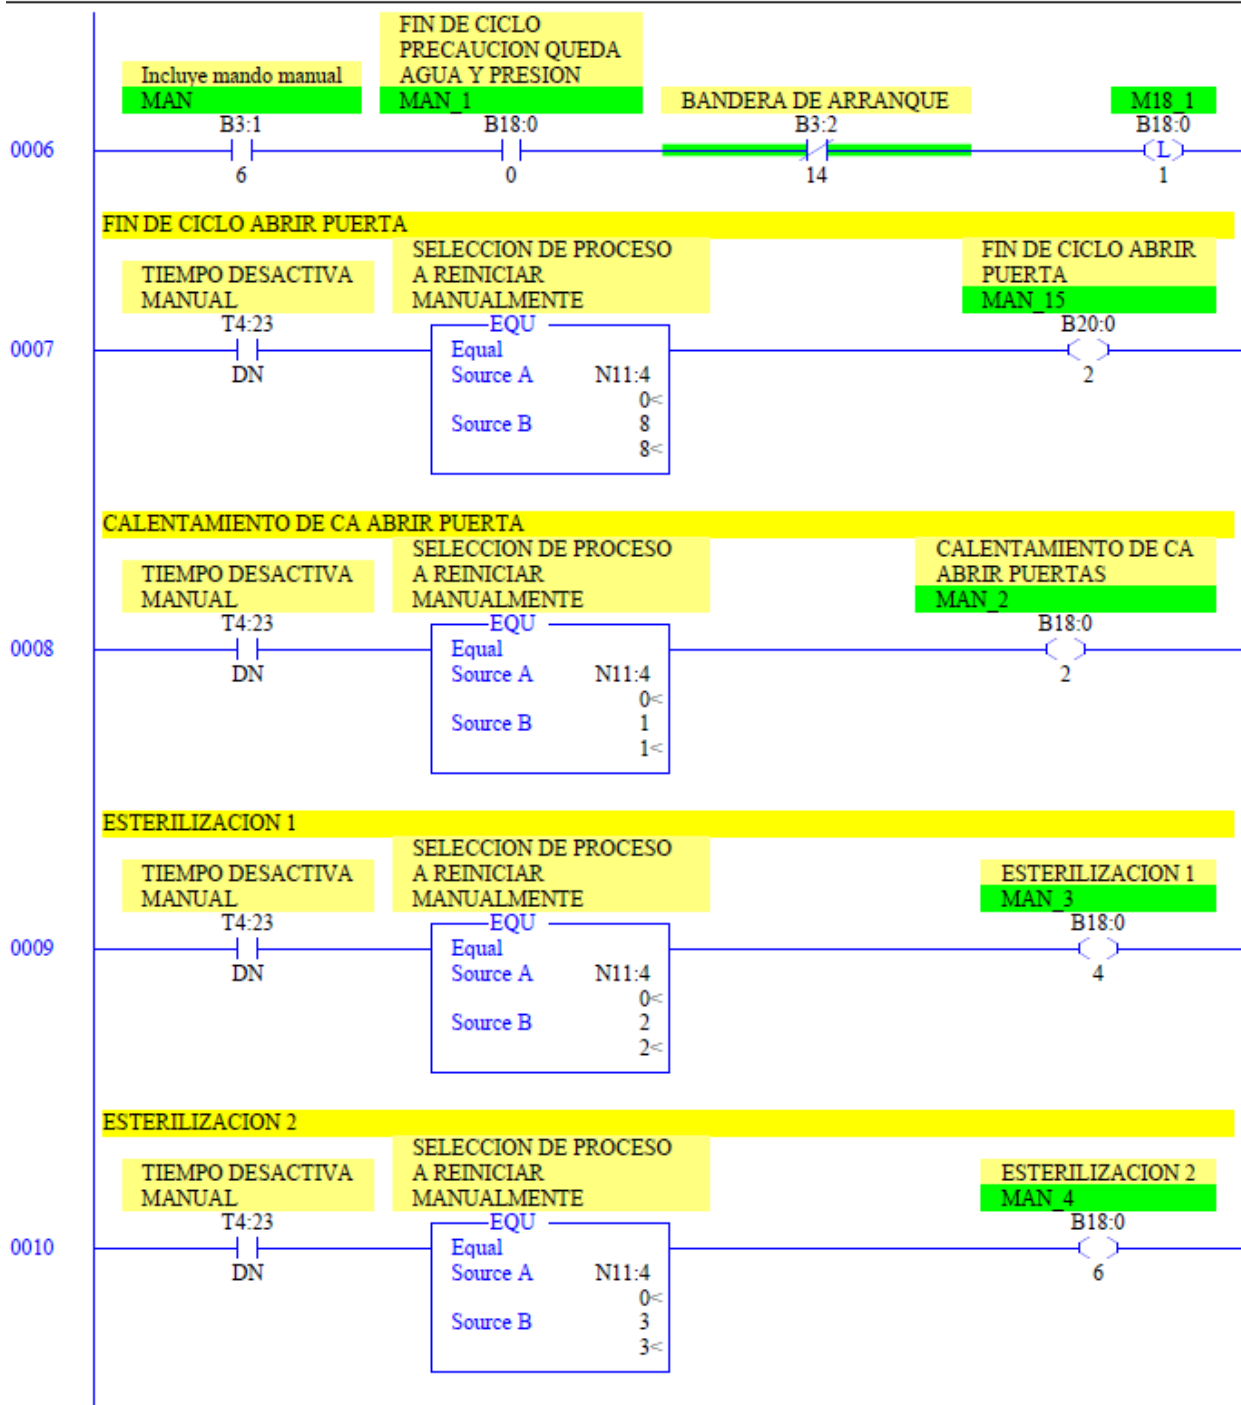 FIN DE CICLO
PRECAUCION QUEDA
AGUA Y PRESION
Incluye mando manual
MAN
MAN_1
BANDERA DE ARRANQUE
M18_1
B3:1
B18:0
B3:2
B18:0
0006
L
6
0
14
1
FIN DE CICLO ABRIR PUERTA
TIEMPO DESACTIVA
MANUAL
SELECCION DE PROCESO
A REINICIAR
MANUALMENTE
FIN DE CICLO ABRIR
PUERTA
MAN_15
T4:23
EQU
B20:0
0007
DN
Equal
Source A N11:4
0<
Source B 8
8<
2
CALENTAMIENTO DE CA ABRIR PUERTA
TIEMPO DESACTIVA
MANUAL
SELECCION DE PROCESO
A REINICIAR
MANUALMENTE
CALENTAMIENTO DE CA
ABRIR PUERTAS
MAN_2
T4:23
EQU
B18:0
0008
DN
Equal
Source A N11:4
0<
Source B 1
1<
2
ESTERILIZACION 1
TIEMPO DESACTIVA
MANUAL
SELECCION DE PROCESO
A REINICIAR
MANUALMENTE
ESTERILIZACION 1
MAN_3
T4:23
EQU
B18:0
0009
DN
Equal
Source A N11:4
0<
Source B 2
2<
4
ESTERILIZACION 2
TIEMPO DESACTIVA
MANUAL
SELECCION DE PROCESO
A REINICIAR
MANUALMENTE
ESTERILIZACION 2
MAN_4
T4:23
EQU
B18:0
0010
DN
Equal
Source A N11:4
0<
Source B 3
3<
6